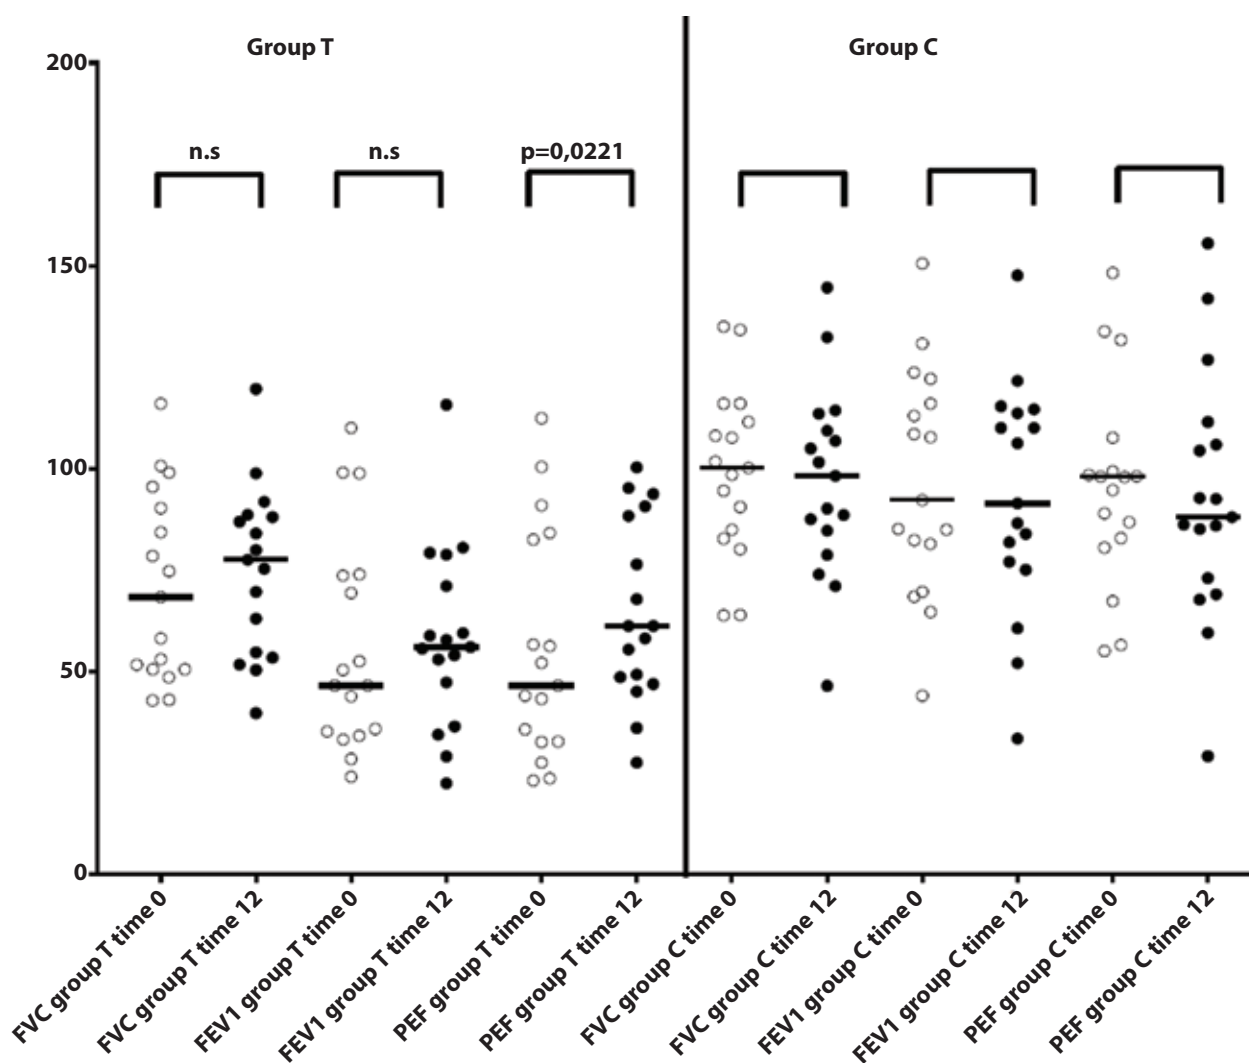 Group T
Group C
200
n.s
n.s
p=0,0221
150
100
50
0
FVC group T time 0
FVC group T time 12
FEV1 group T time 0
FEV1 group T time 12
PEF group T time 0
PEF group T time 12
FVC group C time 0
FVC group C time 12
FEV1 group C time 0
FEV1 group C time 12
PEF group C time 0
PEF group C time 12